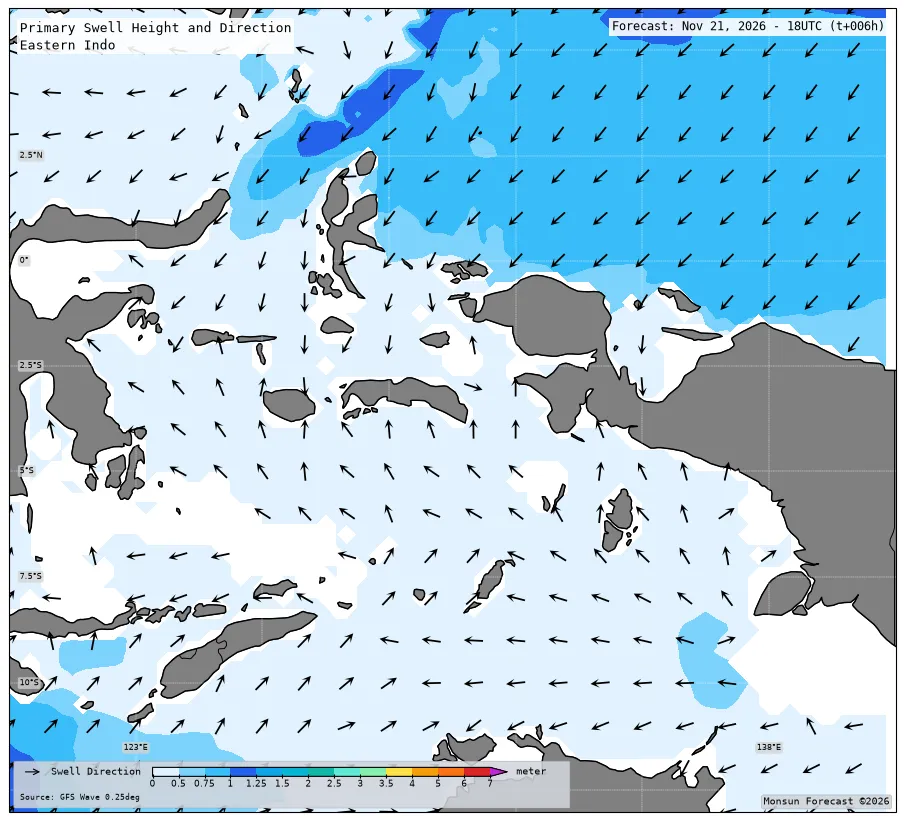 Primary Swell Height and Direction
Eastern Indo
Forecast: Nov 21, 2026 - 18UTC (t+006h)
2.5°N
0°
2.5°S
5°S
7.5°S
10°S
123°E
138°E
Swell Direction
0 0.5 0.75 1 1.25 1.5 2 2.5 3 3.5 4 5 6 7
meter
Source: GFS Wave 0.25deg
Monsun Forecast ©2026